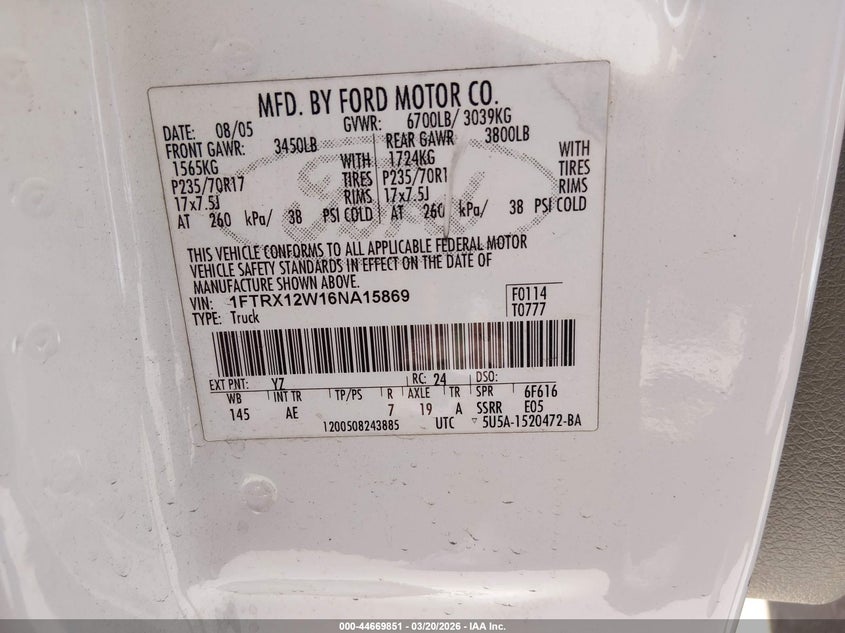 MFD. BY FORD MOTOR CO.
DATE: 08/05 GVWR: 6700LB/ 3039KG
FRONT GAWR: 3450LB REAR GAWR 3800LB
1565KG WITH 1724KG WITH
P235/70R17 TIRES P235/70R1 TIRES
17x7.5J RIMS 17x7.5J RIMS
AT 260 kPa/ 38 PSI COLD AT 260 kPa/ 38 PSI COLD
Ford
THIS VEHICLE CONFORMS TO ALL APPLICABLE FEDERAL MOTOR
VEHICLE SAFETY STANDARDS IN EFFECT ON THE DATE OF
MANUFACTURE SHOWN ABOVE.
VIN: 1FTRX12W16NA15869 F0114
TYPE: Truck T0777
EXT PNT: YZ RC: 24 DSO:
WB INT TR TP/PS R AXLE TR SPR 6F616
145 AE 7 19 A SSRR E05
1200508243885 UTC ▽ 5U5A-1520472-BA
000-44669851 | 03/20/2026 | IAA Inc.